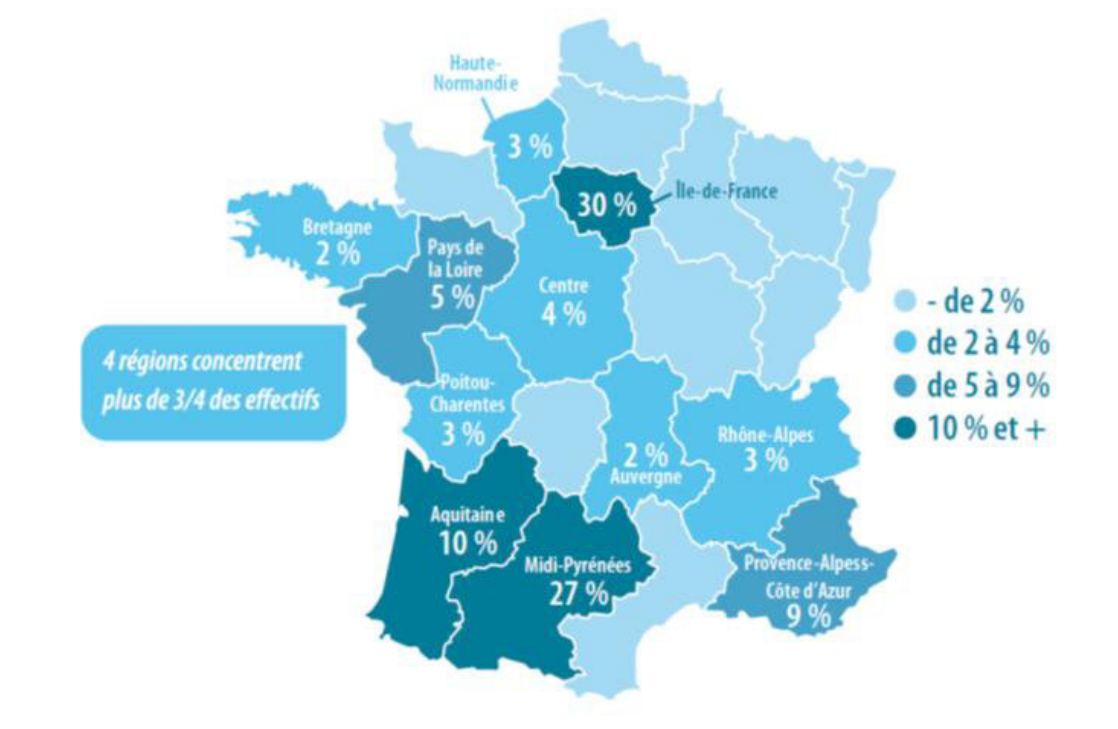 Haute-
Normandie
3 %
Île-de-France
30 %
Bretagne
2 %
Pays de
la Loire
5 %
Centre
4 %
- de 2 %
de 2 à 4 %
de 5 à 9 %
10 % et +
4 régions concentrent
plus de 3/4 des effectifs
Poitou-
Charentes
3 %
2 %
Auvergne
Rhône-Alpes
3 %
Aquitaine
10 %
Midi-Pyrénées
27 %
Provence-Alpess-
Côte d'Azur
9 %